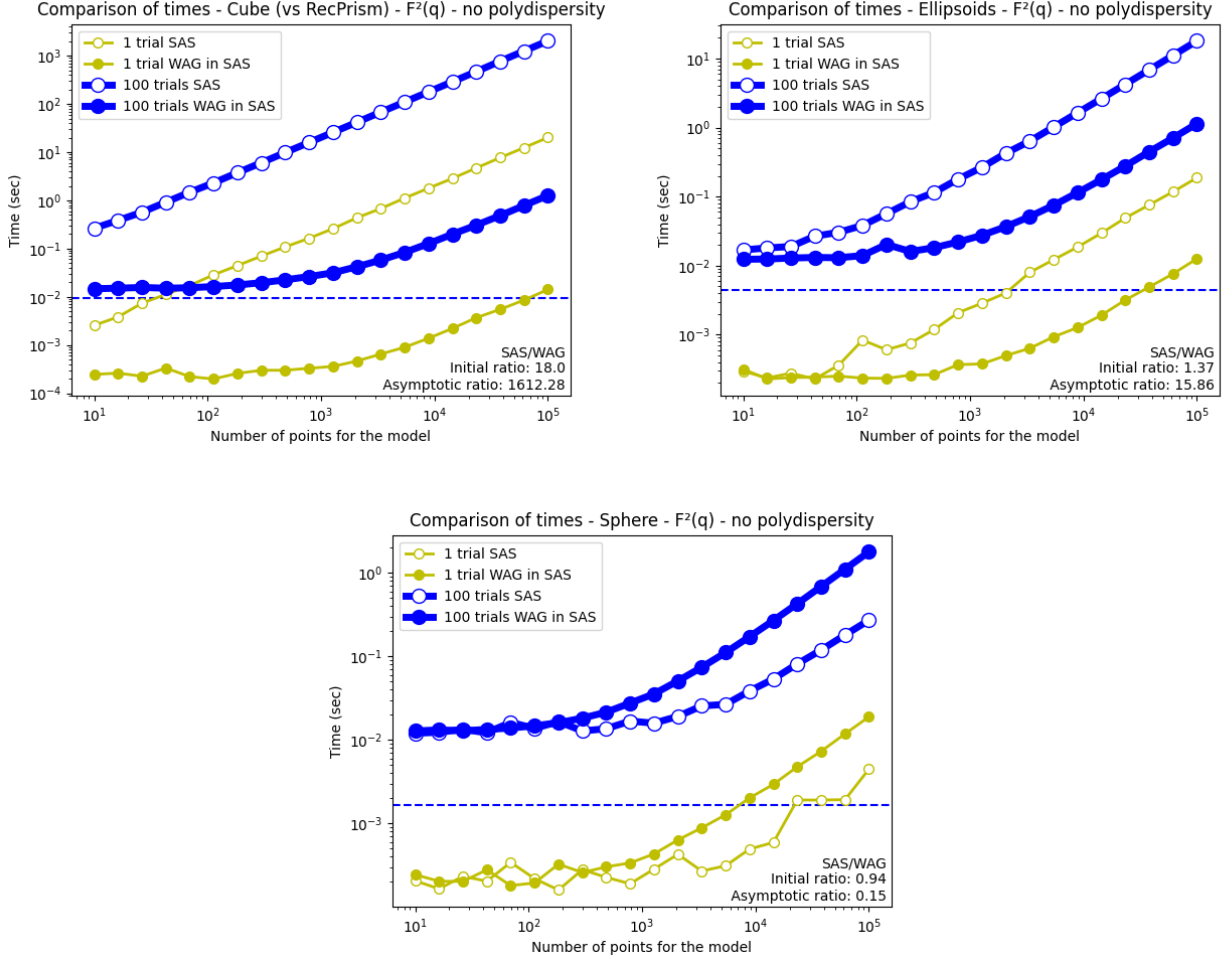 Comparison of times - Cube (vs RecPrism) - F²(q) - no polydispersity
1 trial SAS
1 trial WAG in SAS
100 trials SAS
100 trials WAG in SAS
10³
10²
10¹
10⁰
10⁻¹
10⁻²
10⁻³
10⁻⁴
Time (sec)
SAS/WAG
Initial ratio: 18.0
Asymptotic ratio: 1612.28
10¹ 10² 10³ 10⁴ 10⁵
Number of points for the model
Comparison of times - Ellipsoids - F²(q) - no polydispersity
1 trial SAS
1 trial WAG in SAS
100 trials SAS
100 trials WAG in SAS
10¹
10⁰
10⁻¹
10⁻²
10⁻³
Time (sec)
SAS/WAG
Initial ratio: 1.37
Asymptotic ratio: 15.86
10¹ 10² 10³ 10⁴ 10⁵
Number of points for the model
Comparison of times - Sphere - F²(q) - no polydispersity
1 trial SAS
1 trial WAG in SAS
100 trials SAS
100 trials WAG in SAS
10⁰
10⁻¹
10⁻²
10⁻³
Time (sec)
SAS/WAG
Initial ratio: 0.94
Asymptotic ratio: 0.15
10¹ 10² 10³ 10⁴ 10⁵
Number of points for the model